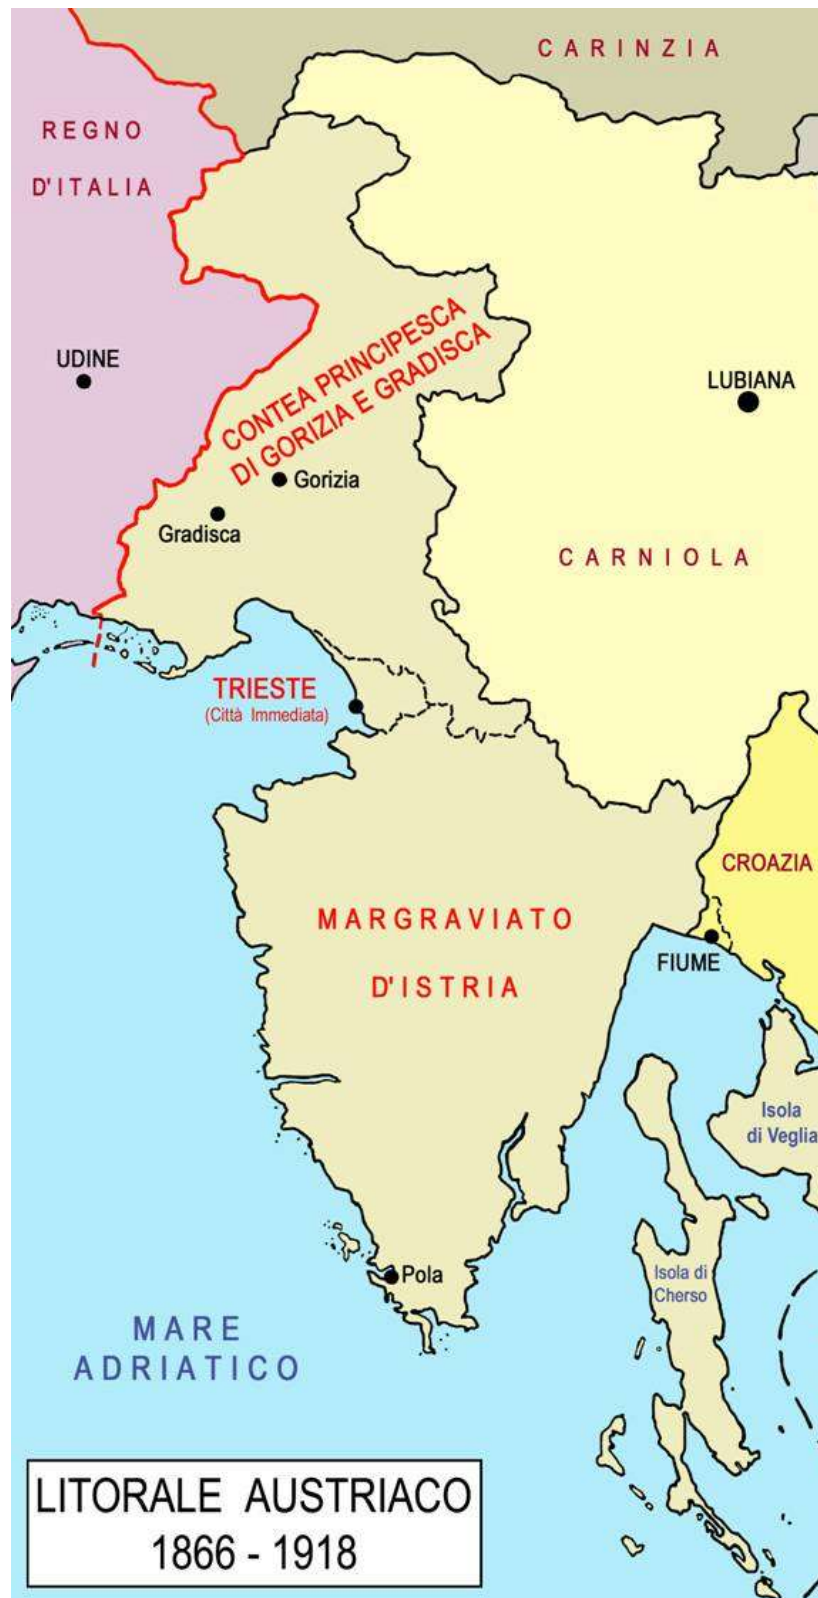 CARINZIA
REGNO
D'ITALIA
UDINE
LUBIANA
CONTEA PRINCIPESCA
DI GORIZIA E GRADISCA
Gorizia
Gradisca
CARNIOLA
TRIESTE
(Città Immediata)
CROAZIA
MARGRAVIATO
D'ISTRIA
FIUME
Isola
di Veglia
Pola
Isola di
Cherso
MARE
ADRIATICO
LITORALE AUSTRIACO
1866 - 1918